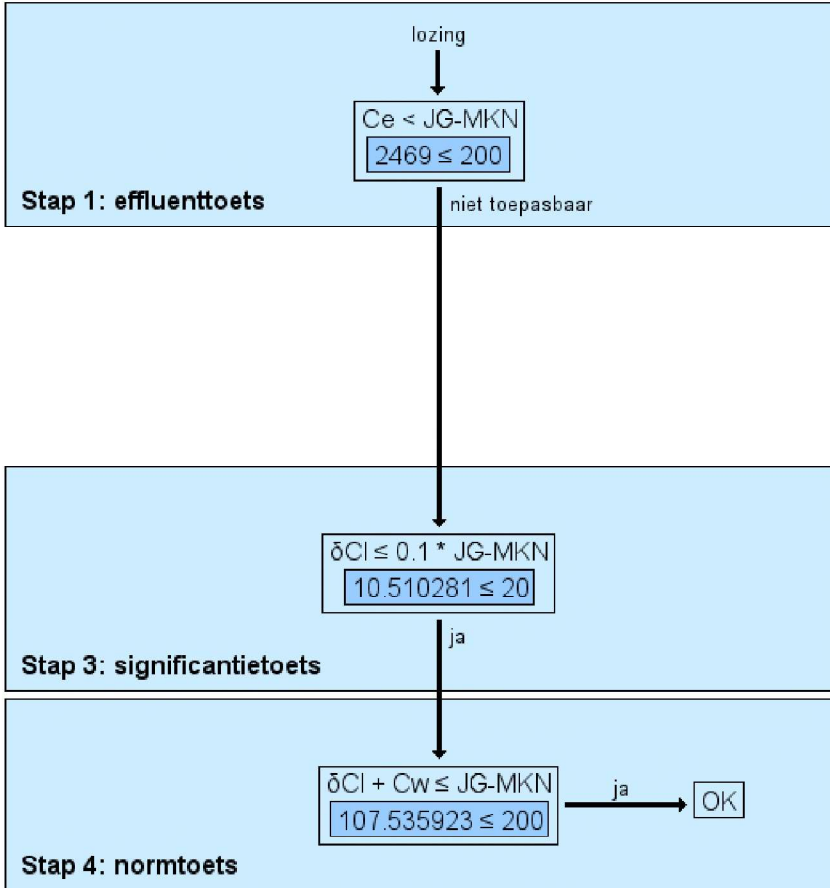 lozing
Ce < JG-MKN
2469 ≤ 200
Stap 1: effluenttoets
niet toepasbaar
δCl ≤ 0.1 * JG-MKN
10.510281 ≤ 20
ja
Stap 3: significantietoets
δCl + Cw ≤ JG-MKN
107.535923 ≤ 200
ja
OK
Stap 4: normtoets